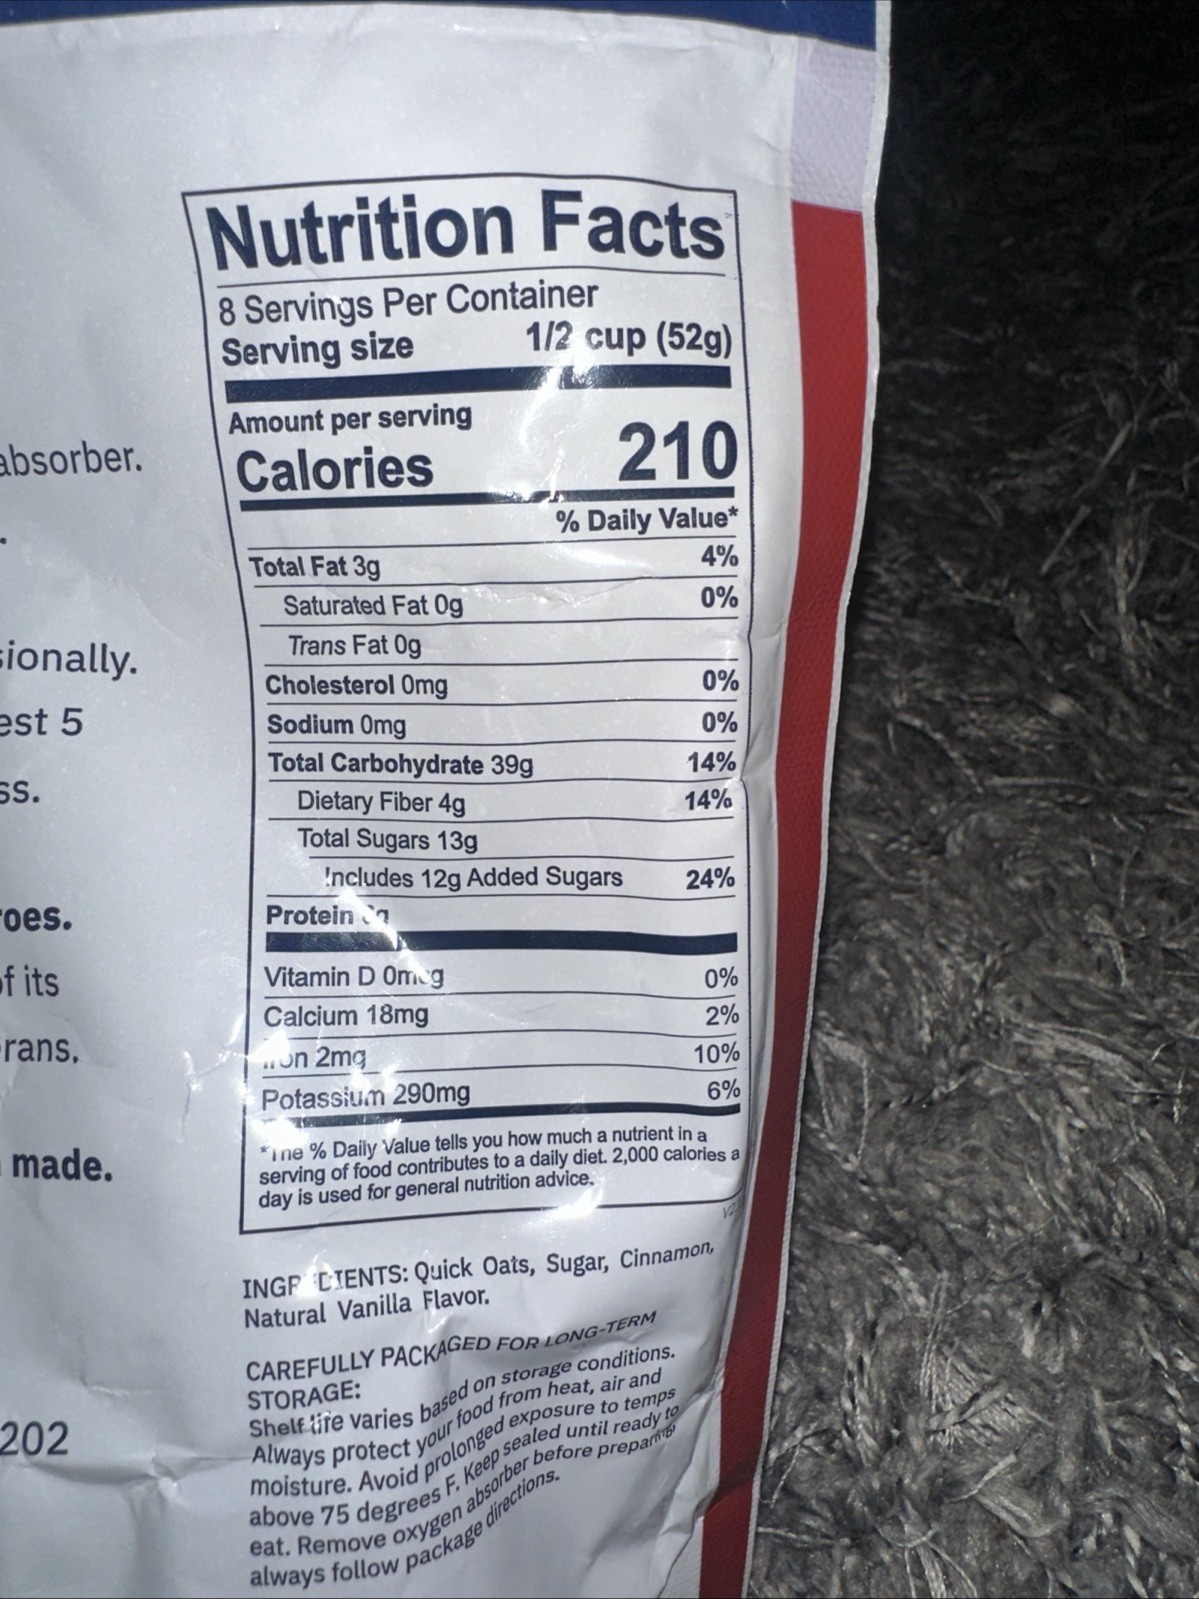 absorber.
.
sionally.
est 5
ss.
roes.
of its
rans.
made.
202
Nutrition Facts
8 Servings Per Container
Serving size 1/2 cup (52g)
Amount per serving
Calories 210
% Daily Value*
Total Fat 3g 4%
Saturated Fat 0g 0%
Trans Fat 0g
Cholesterol 0mg 0%
Sodium 0mg 0%
Total Carbohydrate 39g 14%
Dietary Fiber 4g 14%
Total Sugars 13g
Includes 12g Added Sugars 24%
Protein
Vitamin D 0mcg 0%
Calcium 18mg 2%
Iron 2mg 10%
Potassium 290mg 6%
*The % Daily Value tells you how much a nutrient in a
serving of food contributes to a daily diet. 2,000 calories a
day is used for general nutrition advice.
INGREDIENTS: Quick Oats, Sugar, Cinnamon,
Natural Vanilla Flavor.
CAREFULLY PACKAGED FOR LONG-TERM
STORAGE:
Shelf life varies based on storage conditions.
Always protect your food from heat, air and
moisture. Avoid prolonged exposure to temps
above 75 degrees F. Keep sealed until ready to
eat. Remove oxygen absorber before preparing
always follow package directions.